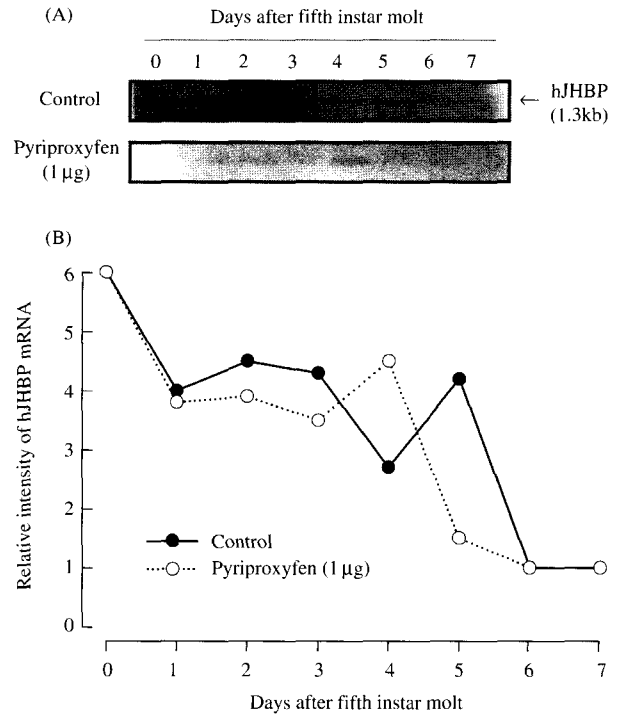 (A)
Days after fifth instar molt
0 1 2 3 4 5 6 7
Control
← hJHBP
(1.3kb)
Pyriproxyfen
(1 µg)
(B)
Relative intensity of hJHBP mRNA
6
5
4
3
2
1
0
Control
Pyriproxyfen (1 µg)
0 1 2 3 4 5 6 7
Days after fifth instar molt